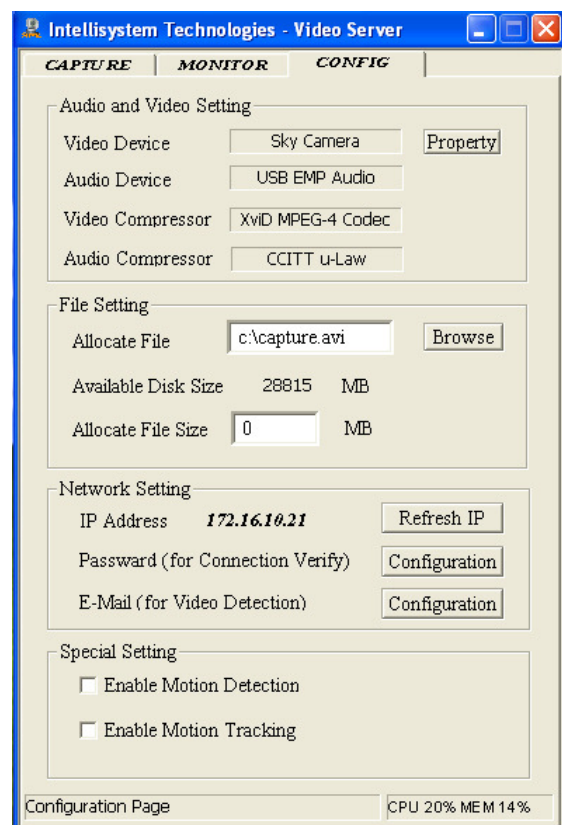 Intellisystem Technologies - Video Server
CAPTURE MONITOR CONFIG
Audio and Video Setting
Video Device Sky Camera Property
Audio Device USB EMP Audio
Video Compressor XviD MPEG-4 Codec
Audio Compressor CCITT u-Law
File Setting
Allocate File c:\capture.avi Browse
Available Disk Size 28815 MB
Allocate File Size 0 MB
Network Setting
IP Address 172.16.10.21 Refresh IP
Password (for Connection Verify) Configuration
E-Mail (for Video Detection) Configuration
Special Setting
Enable Motion Detection
Enable Motion Tracking
Configuration Page CPU 20% MEM 14%